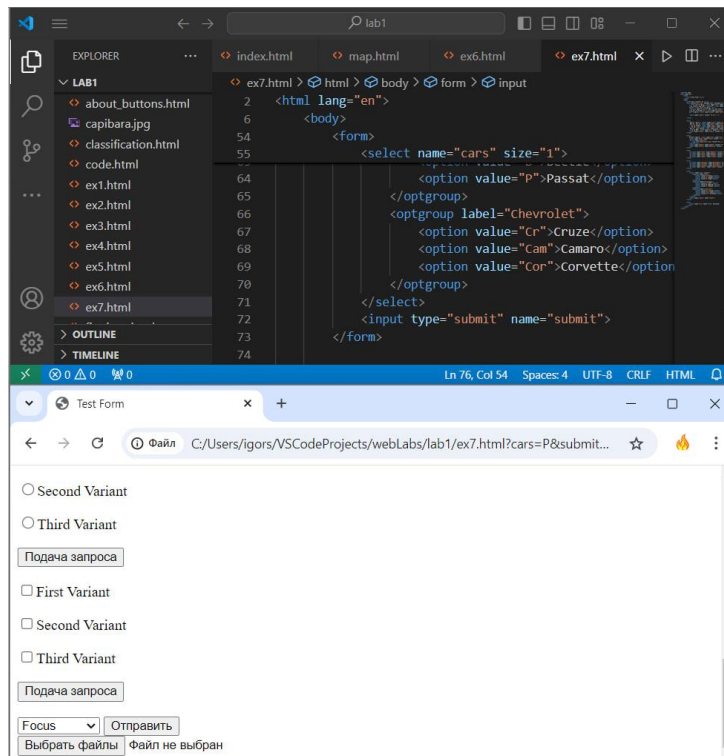 lab1
EXPLORER ...
index.html map.html ex6.html ex7.html
LAB1
ex7.html > html > body > form > input
about_buttons.html
capibara.jpg
classification.html
code.html
ex1.html
ex2.html
ex3.html
ex4.html
ex5.html
ex6.html
ex7.html
OUTLINE
TIMELINE
2 <html lang="en">
6 <body>
54 <form>
55 <select name="cars" size="1">
64 <option value="P">Passat</option>
65 </optgroup>
66 <optgroup label="Chevrolet">
67 <option value="Cr">Cruze</option>
68 <option value="Cam">Camaro</option>
69 <option value="Cor">Corvette</option
70 </optgroup>
71 </select>
72 <input type="submit" name="submit">
73 </form>
74
0 0 0 Ln 76, Col 54 Spaces: 4 UTF-8 CRLF HTML
Test Form
Файл C:/Users/igors/VSCodeProjects/webLabs/lab1/ex7.html?cars=P&submit...
Second Variant
Third Variant
Подача запроса
First Variant
Second Variant
Third Variant
Подача запроса
Focus Отправить
Выбрать файлы Файл не выбран